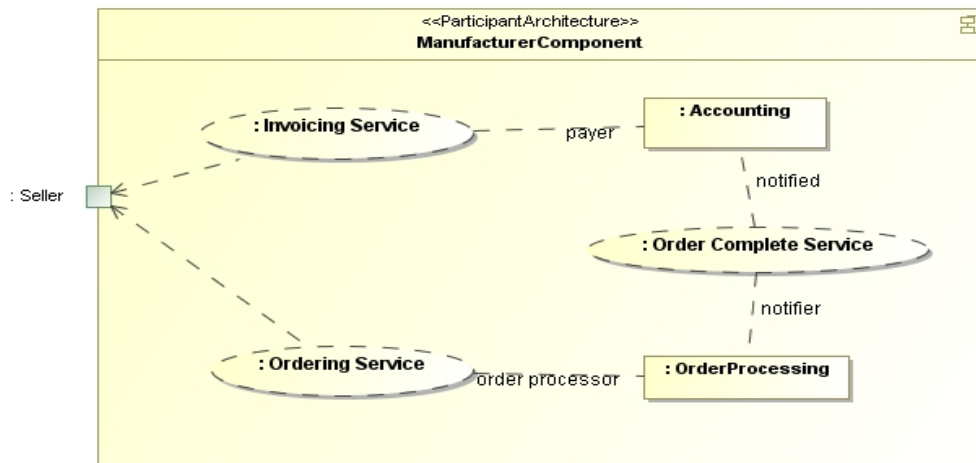 <<ParticipantArchitecture>>
ManufacturerComponent
: Invoicing Service
: Accounting
payer
notified
: Seller
: Order Complete Service
notifier
: Ordering Service
order processor
: OrderProcessing